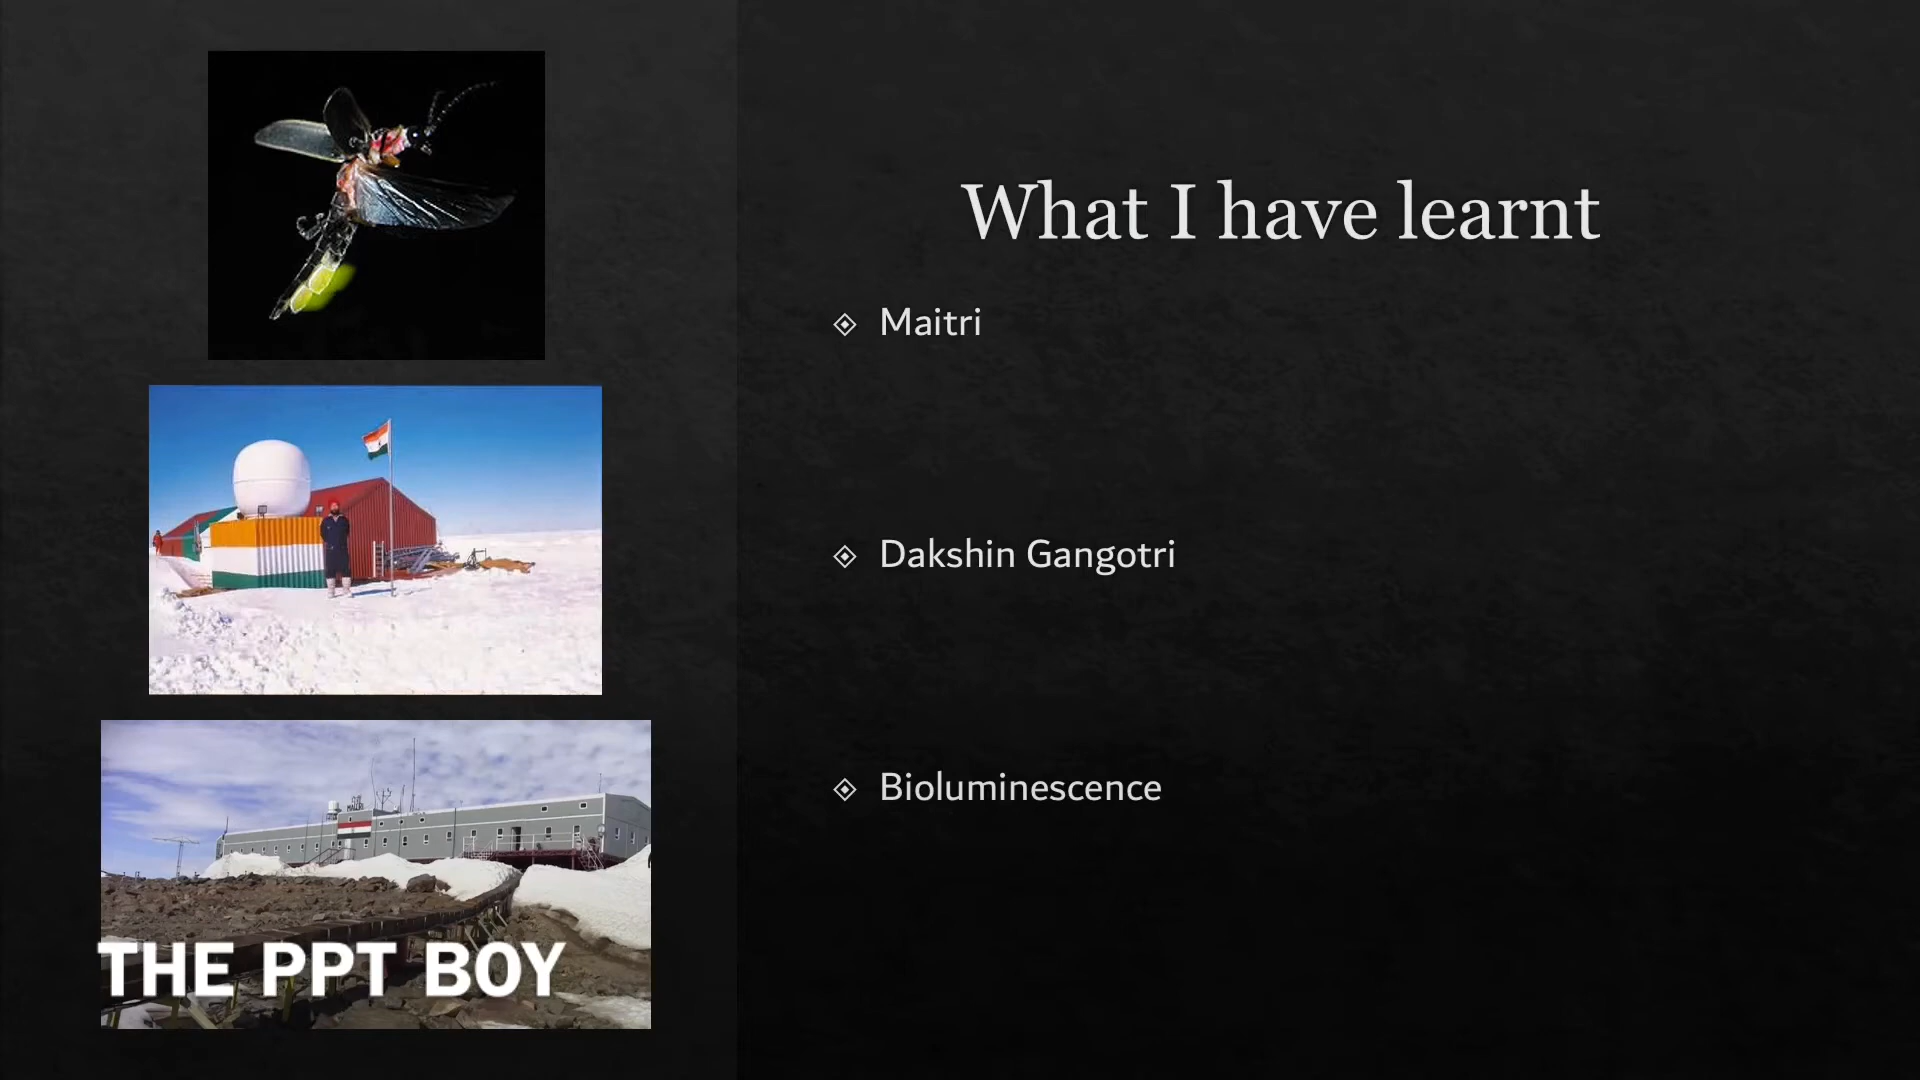 What I have learnt
Maitri
Dakshin Gangotri
Bioluminescence
THE PPT BOY